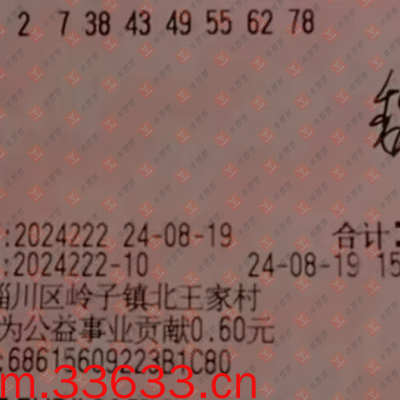 2 7 38 43 49 55 62 78
:2024222 24-08-19 合计:
:2024222-10 24-08-19 15
淄川区岭子镇北王家村
为公益事业贡献0.60元
:68615609223B1C80
m.33633.cn